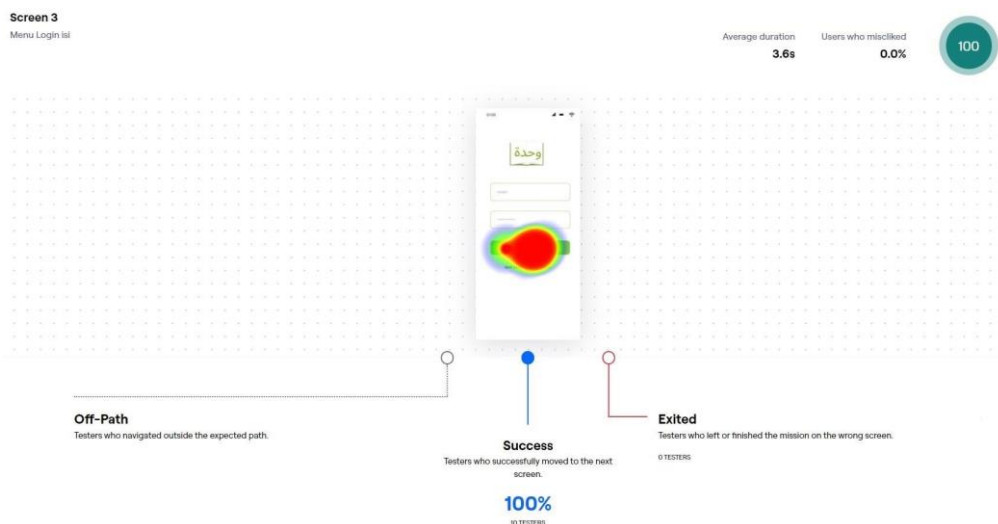 Screen 3
Menu Login isi
Average duration
3.6s
Users who miscliked
0.0%
100
وحدة
Off-Path
Testers who navigated outside the expected path.
Success
Testers who successfully moved to the next
screen.
100%
10 TESTERS
Exited
Testers who left or finished the mission on the wrong screen.
0 TESTERS